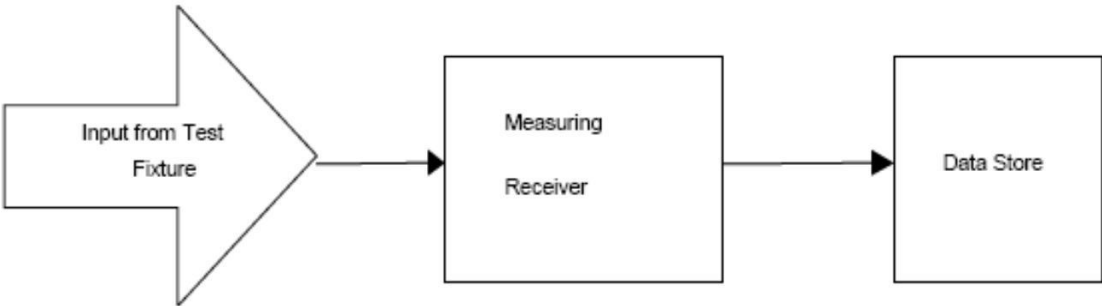 Input from Test
Fixture
Measuring
Receiver
Data Store